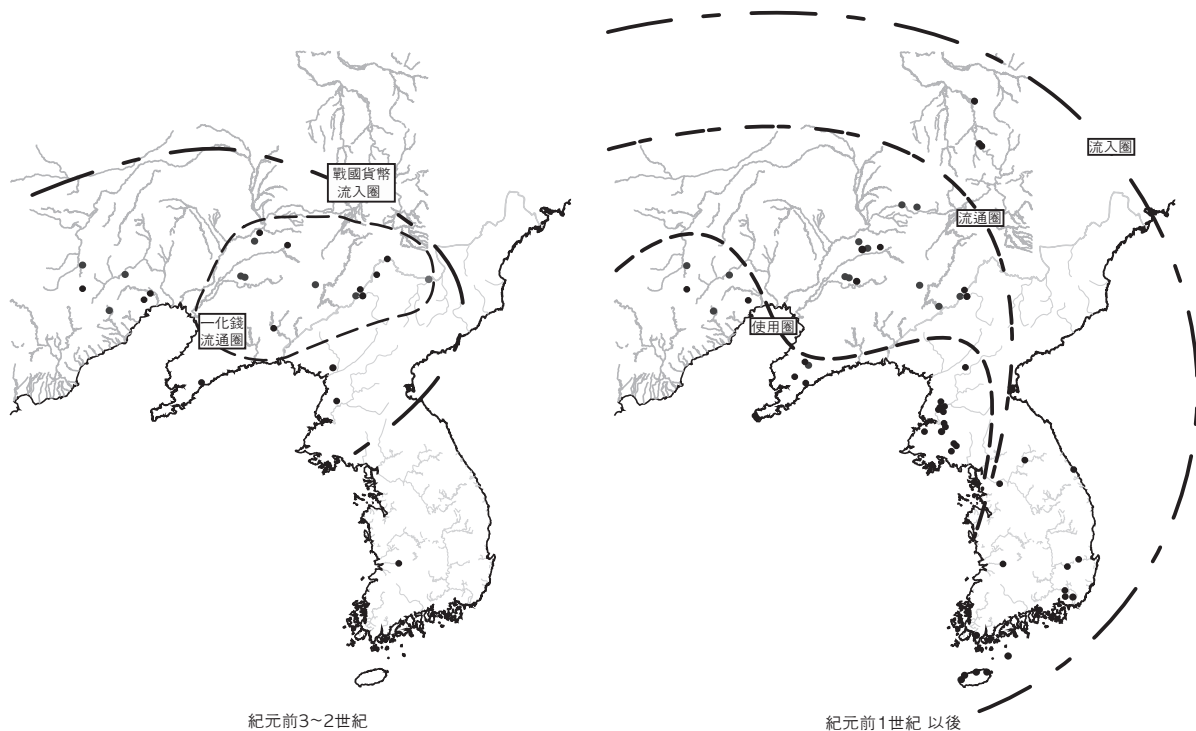 戰國貨幣
流入圈
一化錢
流通圈
紀元前3~2世紀
流入圈
流通圈
使用圈
紀元前1世紀 以後